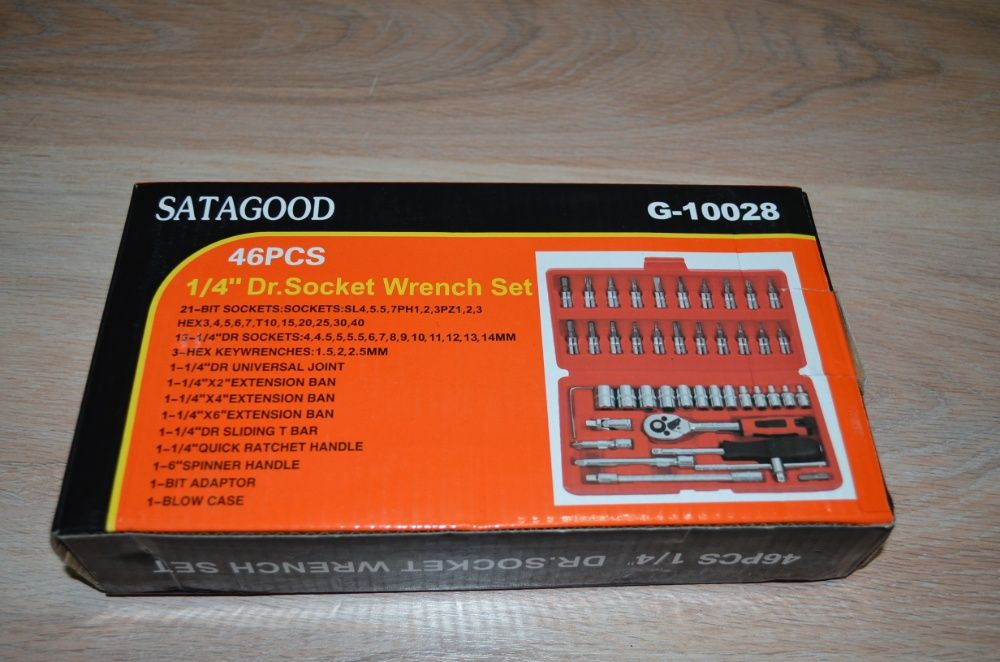 SATAGOOD
G-10028
46PCS
1/4" Dr.Socket Wrench Set
21-BIT SOCKETS:SOCKETS:SL4,5.5,7PH1,2,3PZ1,2,3
HEX3,4,5,6,7,T10,15,20,25,30,40
13-1/4"DR SOCKETS:4,4.5,5,5.5,6,7,8,9,10,11,12,13,14MM
3-HEX KEYWRENCHES:1.5,2,2.5MM
1-1/4"DR UNIVERSAL JOINT
1-1/4"X2"EXTENSION BAN
1-1/4"X4"EXTENSION BAN
1-1/4"X6"EXTENSION BAN
1-1/4"DR SLIDING T BAR
1-1/4"QUICK RATCHET HANDLE
1-6"SPINNER HANDLE
1-BIT ADAPTOR
1-BLOW CASE
46PCS 1/4" DR.SOCKET WRENCH SET